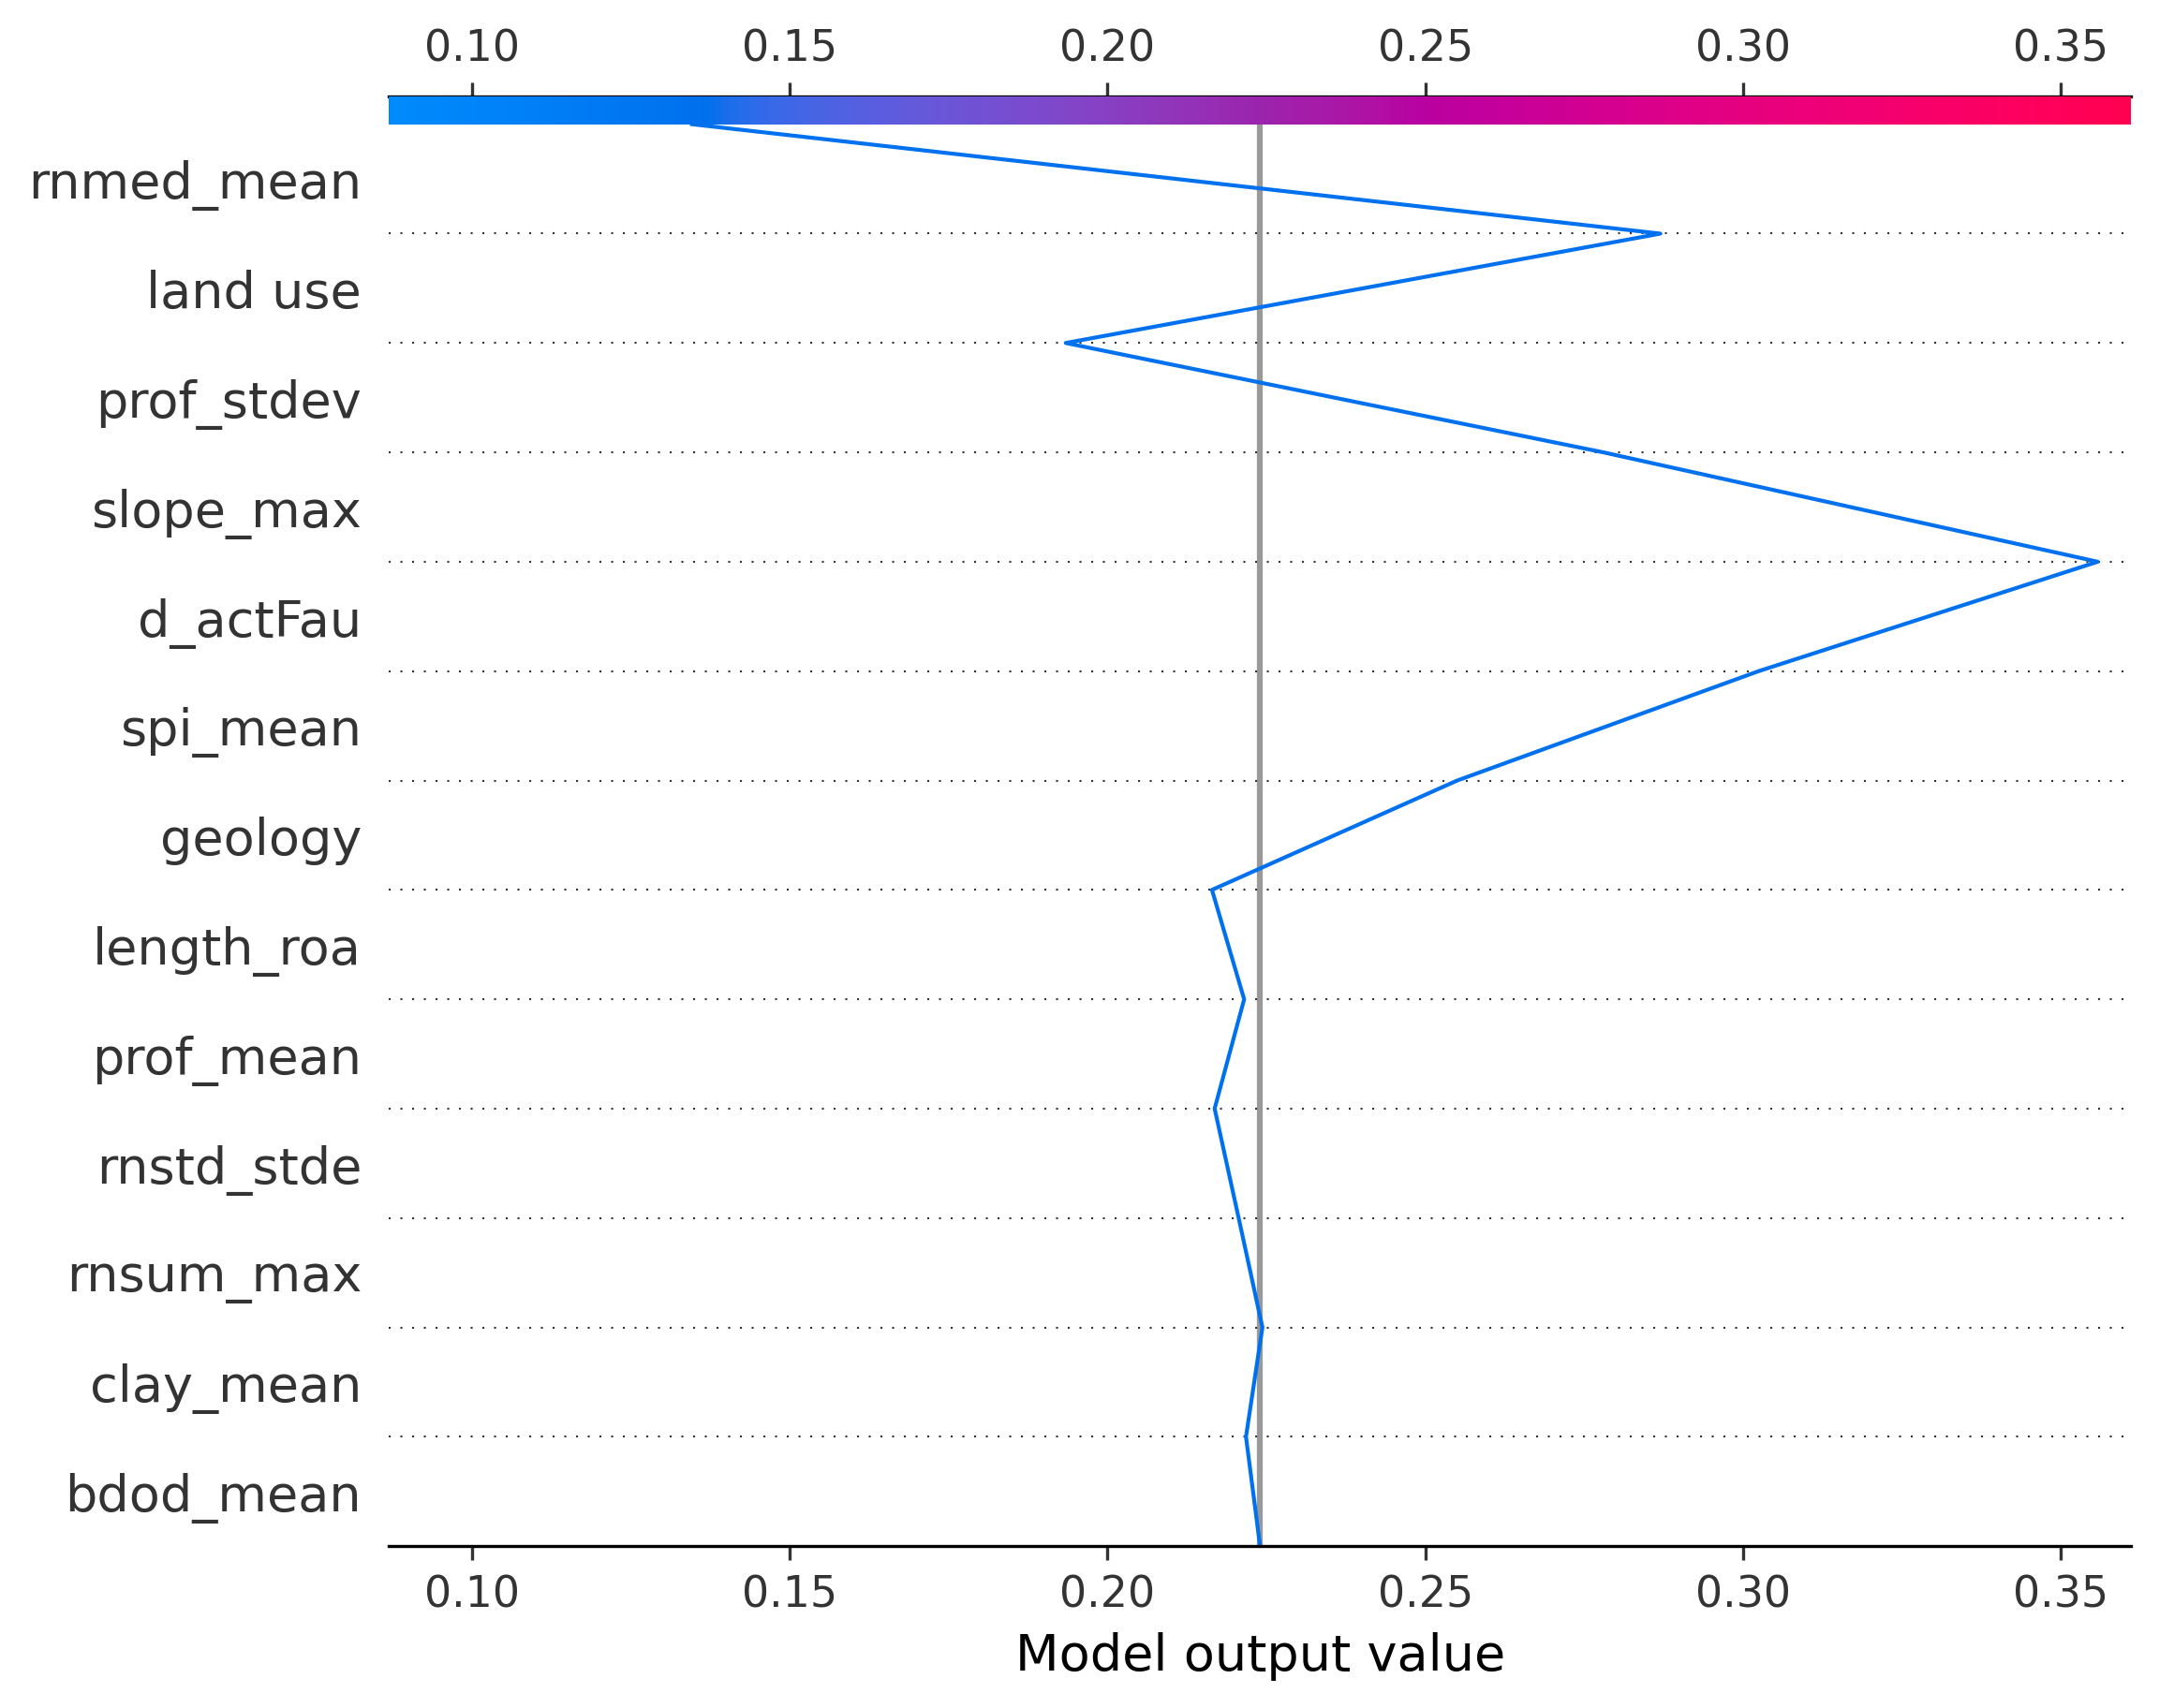 0.10 0.15 0.20 0.25 0.30 0.35
rnmed_mean
land use
prof_stdev
slope_max
d_actFau
spi_mean
geology
length_roa
prof_mean
rnstd_stde
rnsum_max
clay_mean
bdod_mean
0.10 0.15 0.20 0.25 0.30 0.35
Model output value